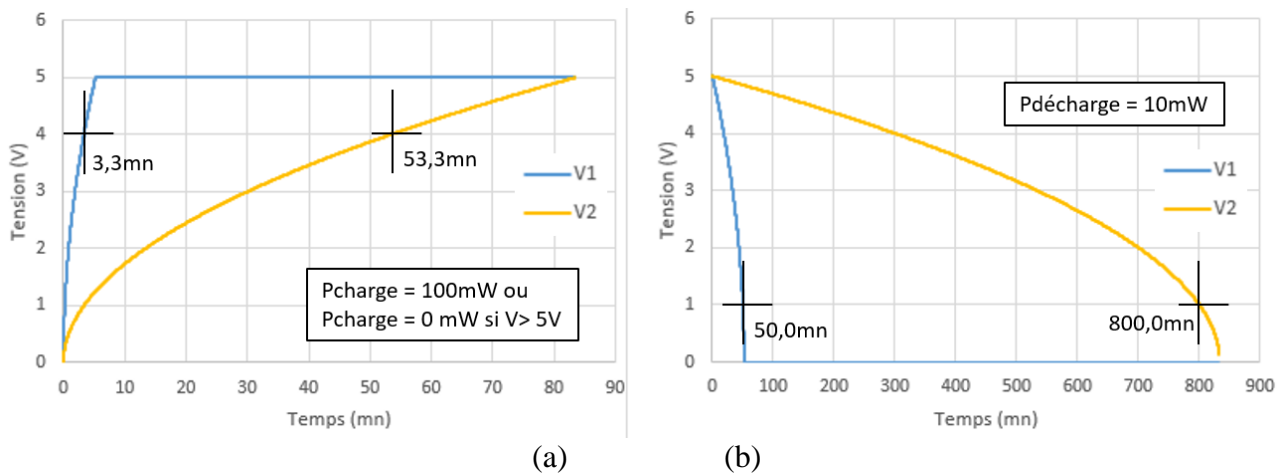 6
5
4
3
2
1
0
Tension (V)
3,3mn
53,3mn
V1
V2
Pcharge = 100mW ou
Pcharge = 0 mW si V> 5V
0 10 20 30 40 50 60 70 80 90
Temps (mn)
(a)
6
5
4
3
2
1
0
Tension (V)
Pdécharge = 10mW
V1
V2
50,0mn
800,0mn
0 100 200 300 400 500 600 700 800 900
Temps (mn)
(b)